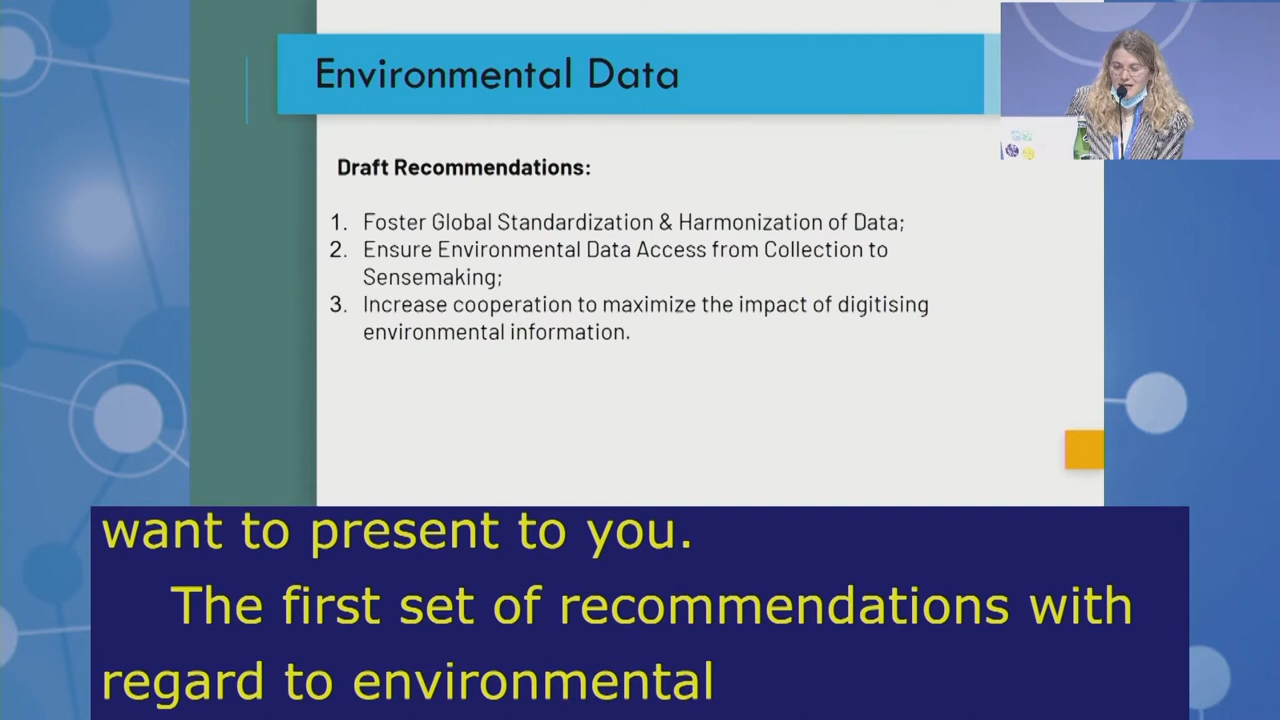 Environmental Data
Draft Recommendations:
1. Foster Global Standardization & Harmonization of Data;
2. Ensure Environmental Data Access from Collection to
Sensemaking;
3. Increase cooperation to maximize the impact of digitising
environmental information.
want to present to you.
The first set of recommendations with
regard to environmental